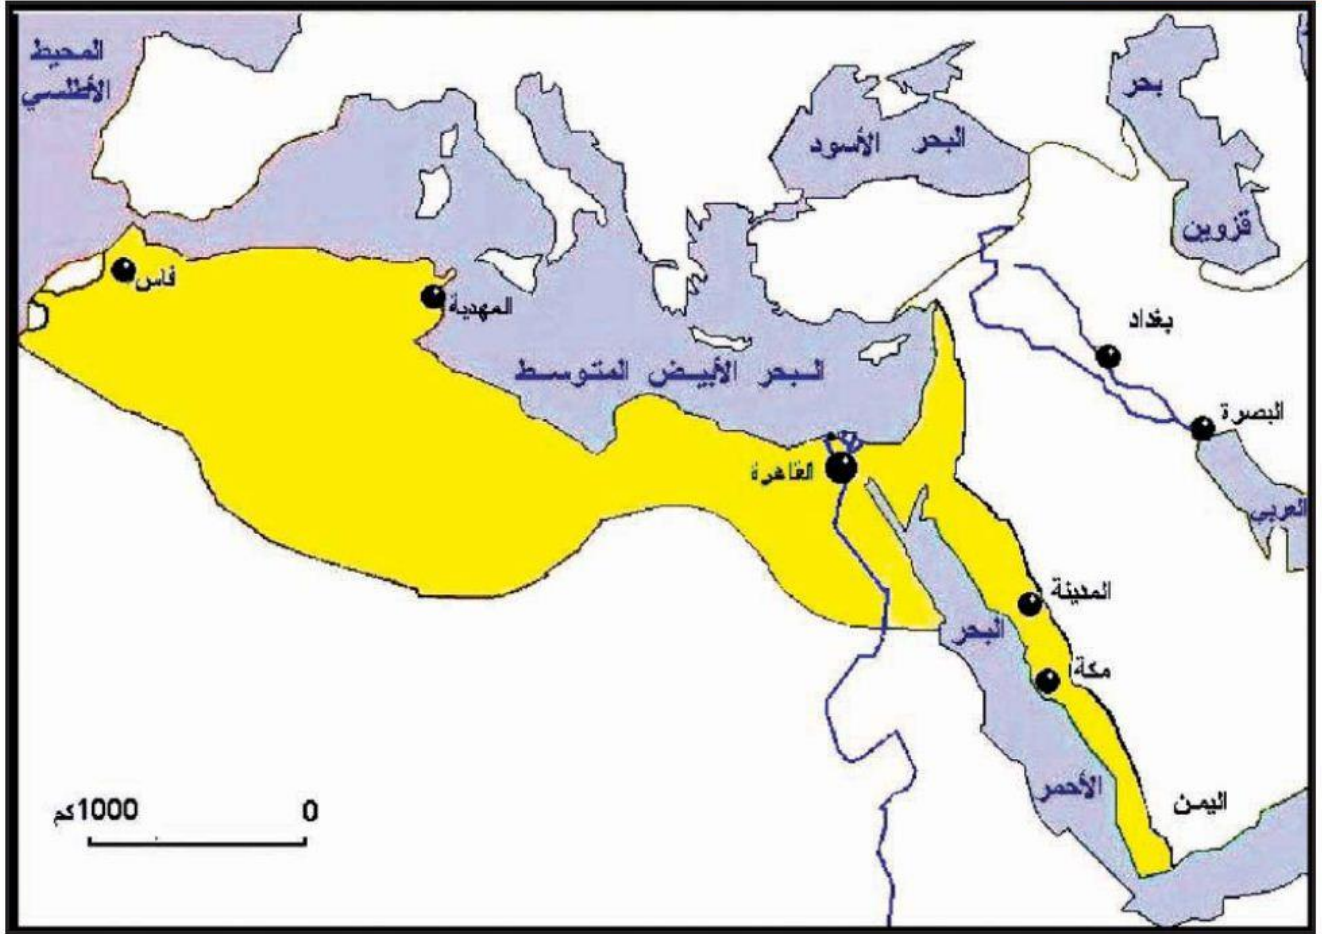 المحيط
الأطلسي
بحر
قزوين
البحر الأسود
فاس
المهدية
بغداد
البحر الأبيض المتوسط
البصرة
القاهرة
العربي
المدينة
البحر
مكة
الأحمر
اليمن
1000كم 0